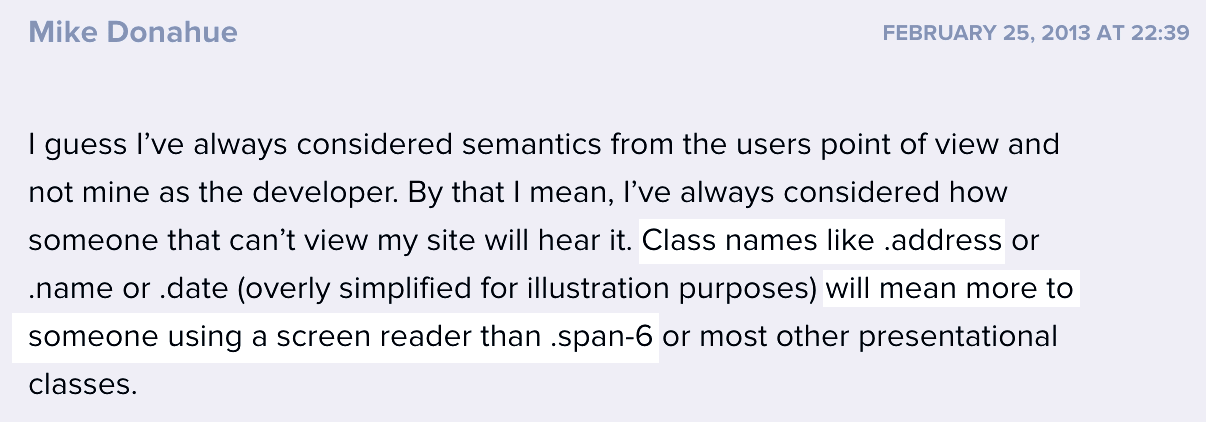 Mike Donahue
FEBRUARY 25, 2013 AT 22:39
I guess I’ve always considered semantics from the users point of view and
not mine as the developer. By that I mean, I’ve always considered how
someone that can’t view my site will hear it. Class names like .address or
.name or .date (overly simplified for illustration purposes) will mean more to
someone using a screen reader than .span-6 or most other presentational
classes.